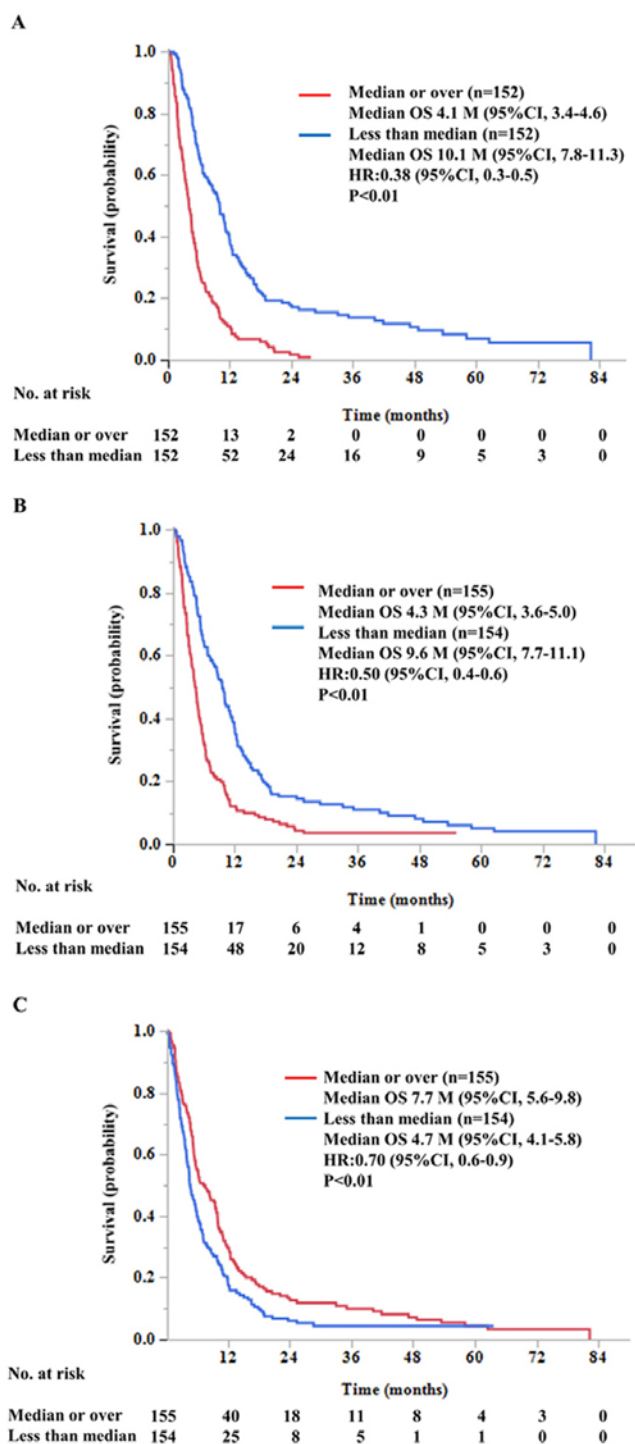 A
1.0
0.8
0.6
0.4
0.2
0.0
Survival (probability)
Median or over (n=152)
Median OS 4.1 M (95%CI, 3.4-4.6)
Less than median (n=152)
Median OS 10.1 M (95%CI, 7.8-11.3)
HR:0.38 (95%CI, 0.3-0.5)
P<0.01
0 12 24 36 48 60 72 84
Time (months)
No. at risk
Median or over 152 13 2 0 0 0 0 0
Less than median 152 52 24 16 9 5 3 0
B
1.0
0.8
0.6
0.4
0.2
0.0
Survival (probability)
Median or over (n=155)
Median OS 4.3 M (95%CI, 3.6-5.0)
Less than median (n=154)
Median OS 9.6 M (95%CI, 7.7-11.1)
HR:0.50 (95%CI, 0.4-0.6)
P<0.01
0 12 24 36 48 60 72 84
Time (months)
No. at risk
Median or over 155 17 6 4 1 0 0 0
Less than median 154 48 20 12 8 5 3 0
C
1.0
0.8
0.6
0.4
0.2
0.0
Survival (probability)
Median or over (n=155)
Median OS 7.7 M (95%CI, 5.6-9.8)
Less than median (n=154)
Median OS 4.7 M (95%CI, 4.1-5.8)
HR:0.70 (95%CI, 0.6-0.9)
P<0.01
12 24 36 48 60 72 84
Time (months)
No. at risk
Median or over 155 40 18 11 8 4 3 0
Less than median 154 25 8 5 1 1 0 0